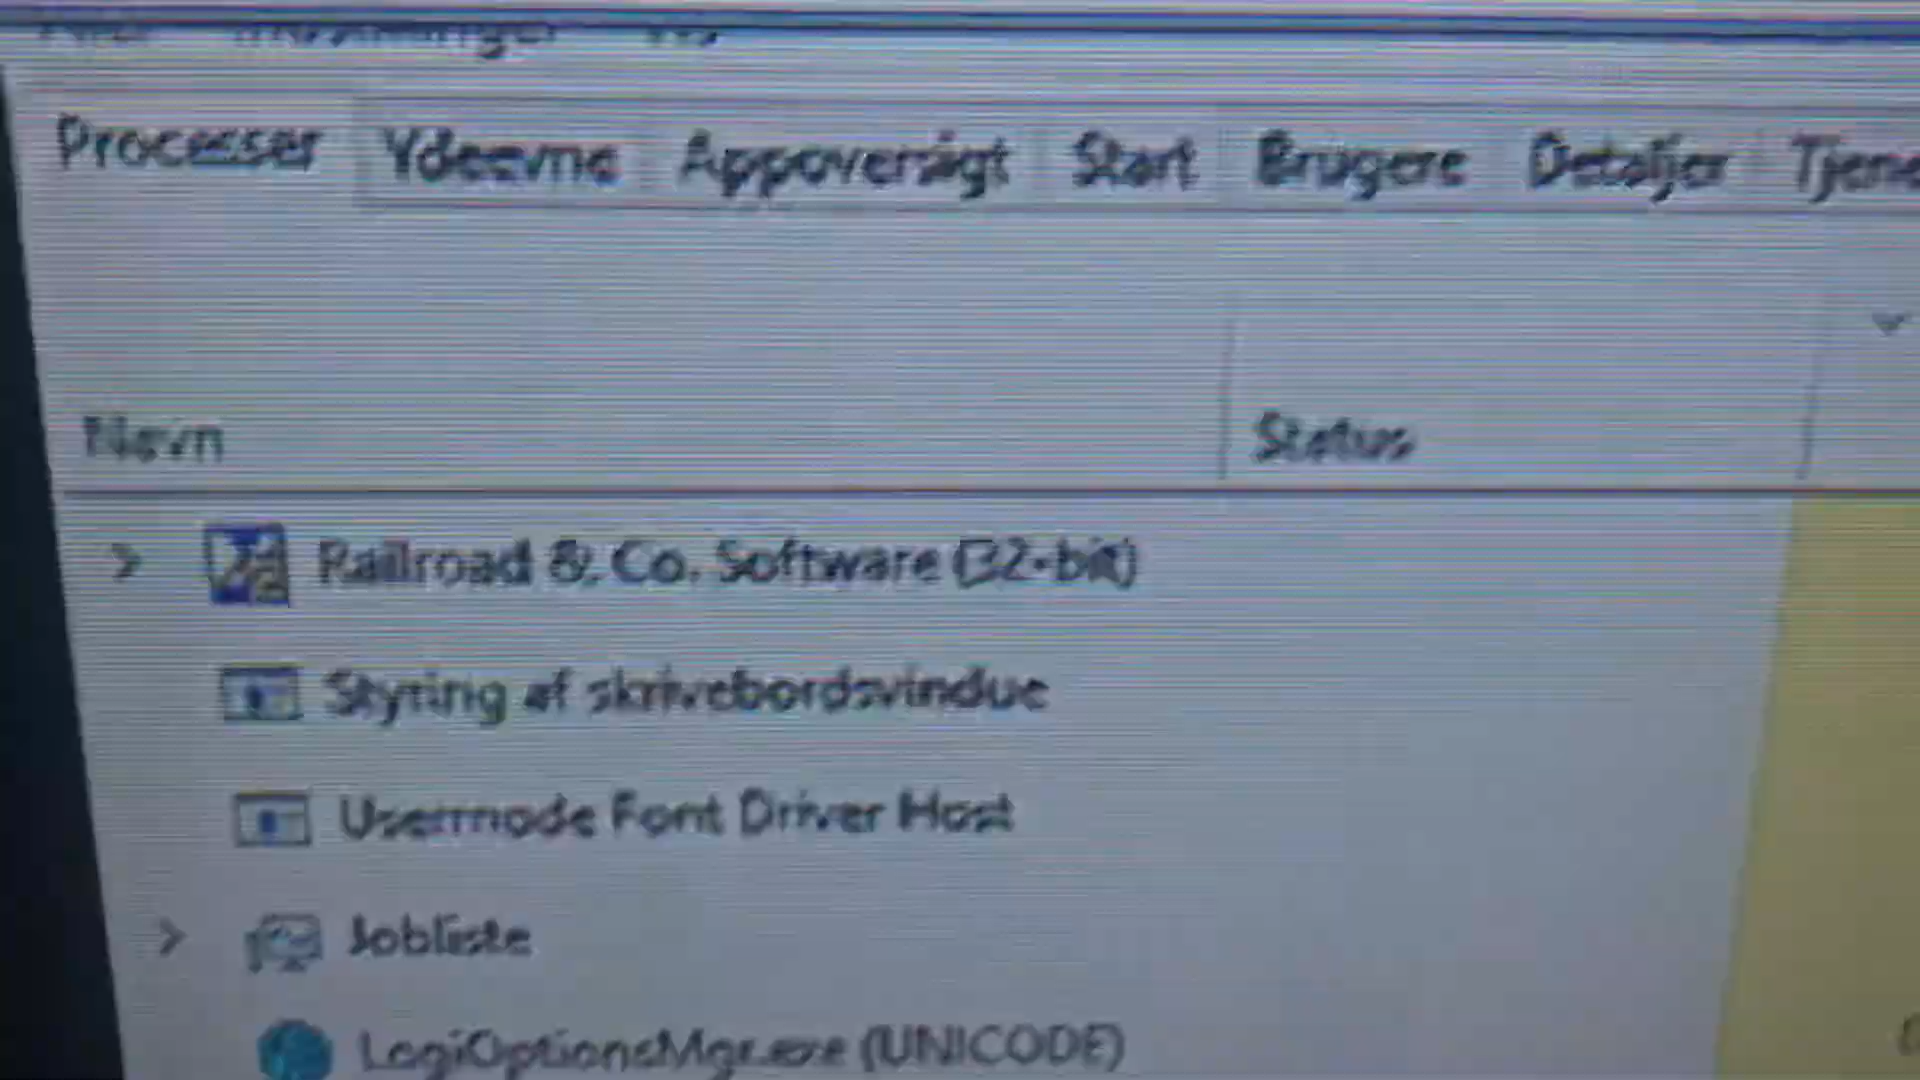 Processer Ydeevne Appoversigt Start Brugere Detaljer Tjene
Navn Status
Railroad & Co. Software (32-bit)
Styring af skrivebordsvindue
Usermode Font Driver Host
Jobliste
LogiOptionsMgr.exe (UNICODE)